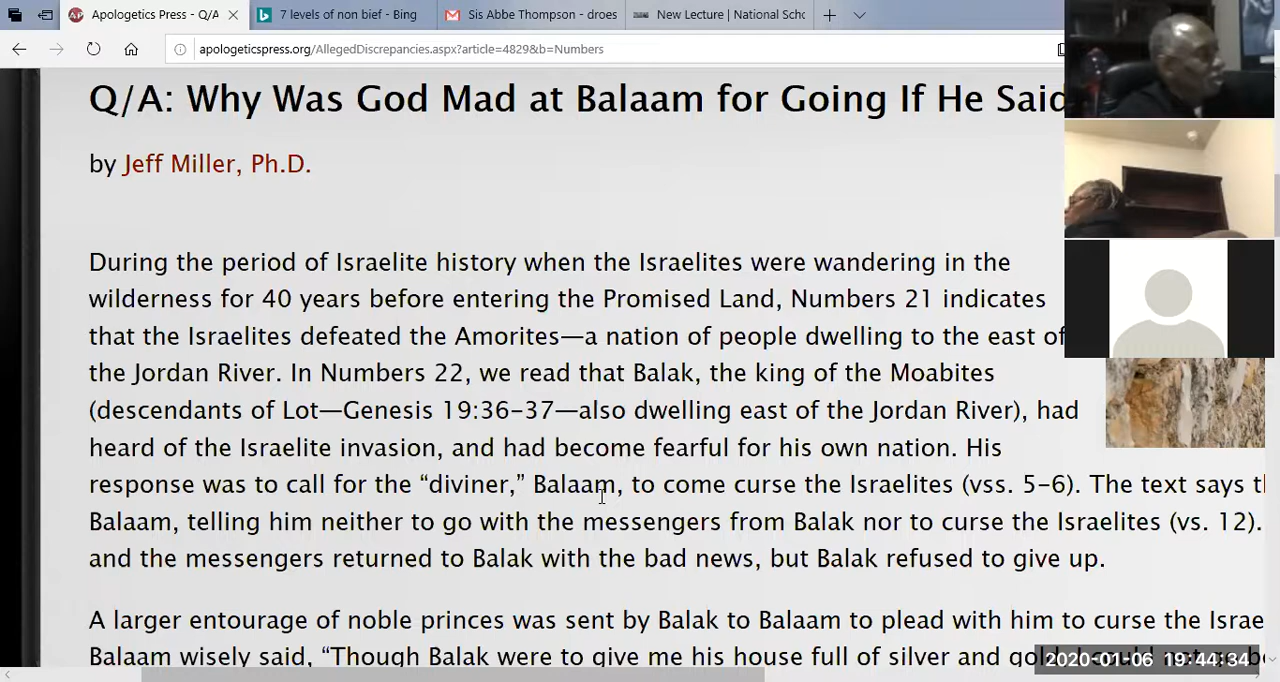 Apologetics Press - Q/A
7 levels of non bief - Bing
Sis Abbe Thompson - droes
New Lecture | National Scho
apologeticspress.org/AllegedDiscrepancies.aspx?article=4829&b=Numbers
Q/A: Why Was God Mad at Balaam for Going If He Said
by Jeff Miller, Ph.D.
During the period of Israelite history when the Israelites were wandering in the
wilderness for 40 years before entering the Promised Land, Numbers 21 indicates
that the Israelites defeated the Amorites—a nation of people dwelling to the east of
the Jordan River. In Numbers 22, we read that Balak, the king of the Moabites
(descendants of Lot—Genesis 19:36-37—also dwelling east of the Jordan River), had
heard of the Israelite invasion, and had become fearful for his own nation. His
response was to call for the “diviner,” Balaam, to come curse the Israelites (vss. 5-6). The text says
Balaam, telling him neither to go with the messengers from Balak nor to curse the Israelites (vs. 12).
and the messengers returned to Balak with the bad news, but Balak refused to give up.
A larger entourage of noble princes was sent by Balak to Balaam to plead with him to curse the Israe
Balaam wisely said, “Though Balak were to give me his house full of silver and
2020-01-06 19:44:34